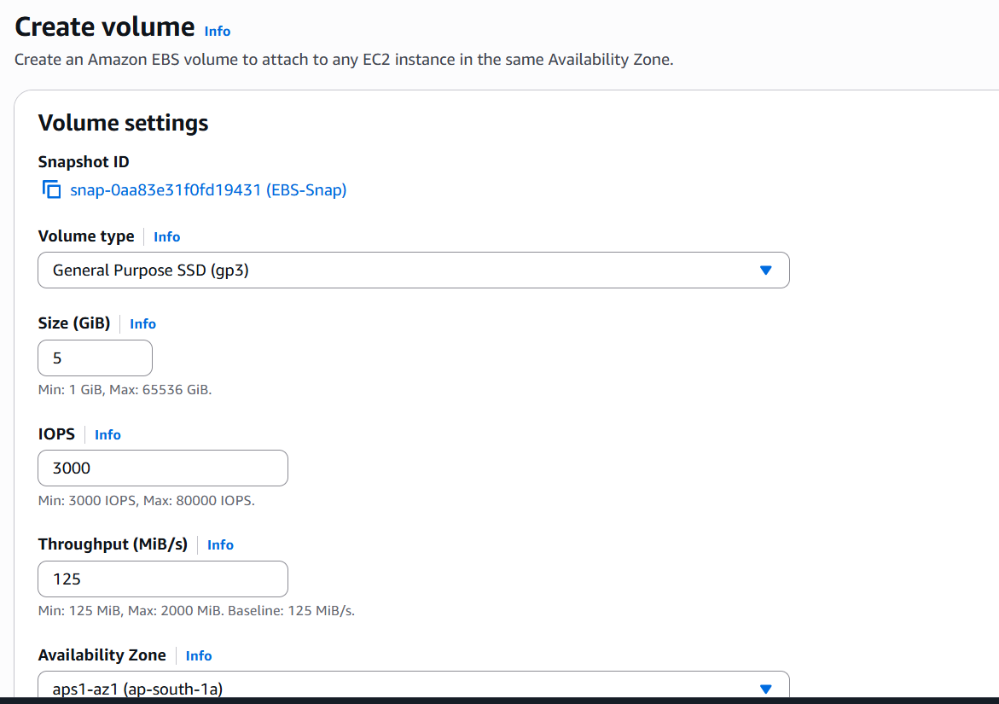 Create volume Info
Create an Amazon EBS volume to attach to any EC2 instance in the same Availability Zone.
Volume settings
Snapshot ID
snap-0aa83e31f0fd19431 (EBS-Snap)
Volume type Info
General Purpose SSD (gp3)
Size (GiB) Info
5
Min: 1 GiB, Max: 65536 GiB.
IOPS Info
3000
Min: 3000 IOPS, Max: 80000 IOPS.
Throughput (MiB/s) Info
125
Min: 125 MiB, Max: 2000 MiB. Baseline: 125 MiB/s.
Availability Zone Info
aps1-az1 (ap-south-1a)